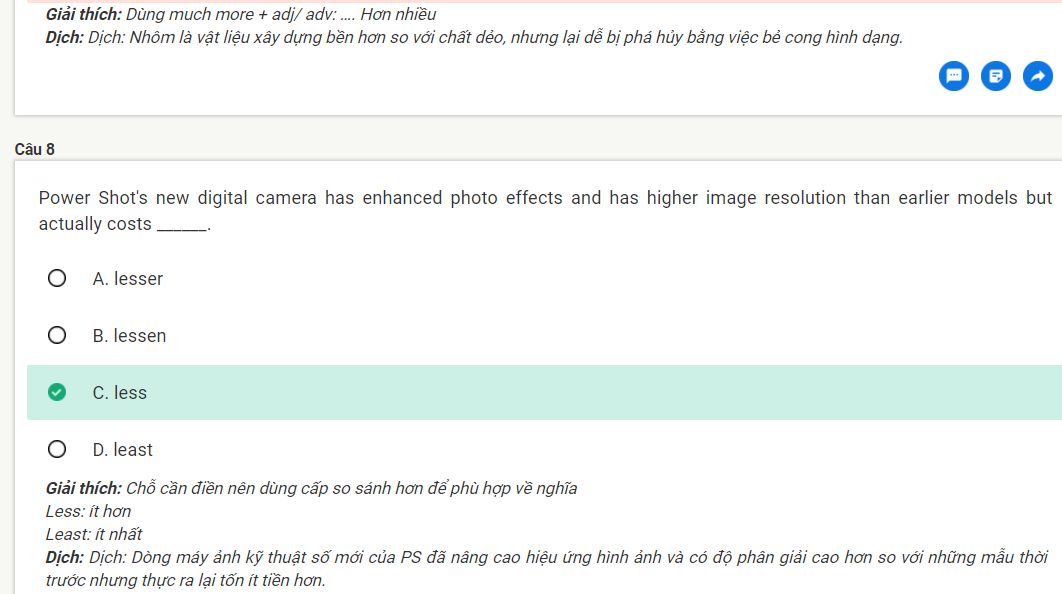 Giải thích: Dùng much more + adj/ adv: .... Hơn nhiều
Dịch: Dịch: Nhôm là vật liệu xây dựng bền hơn so với chất dẻo, nhưng lại dễ bị phá hủy bằng việc bẻ cong hình dạng.
Câu 8
Power Shot's new digital camera has enhanced photo effects and has higher image resolution than earlier models but
actually costs ______.
A. lesser
B. lessen
C. less
D. least
Giải thích: Chỗ cần điền nên dùng cấp so sánh hơn để phù hợp về nghĩa
Less: ít hơn
Least: ít nhất
Dịch: Dịch: Dòng máy ảnh kỹ thuật số mới của PS đã nâng cao hiệu ứng hình ảnh và có độ phân giải cao hơn so với những mẫu thời
trước nhưng thực ra lại tốn ít tiền hơn.